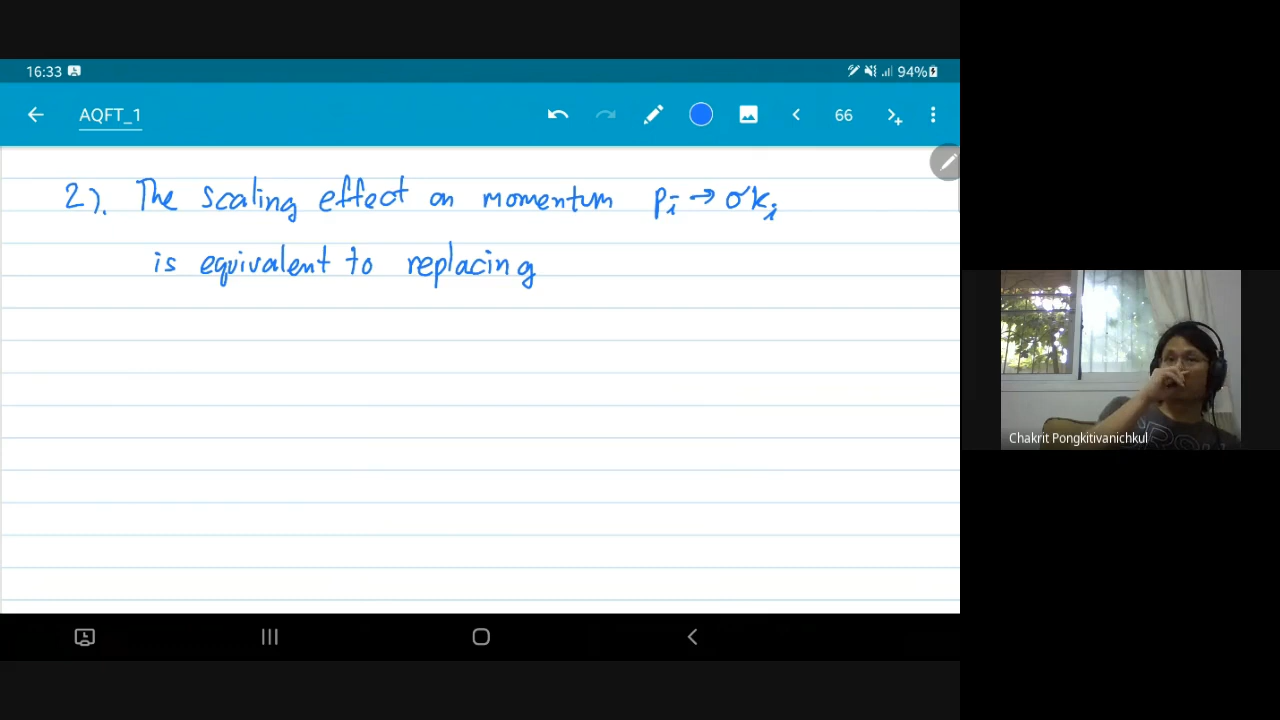 16:33 94%
AQFT_1 66
2). The scaling effect on momentum pᵢ → σkᵢ
is equivalent to replacing
Chakrit Pongkitivanichkul